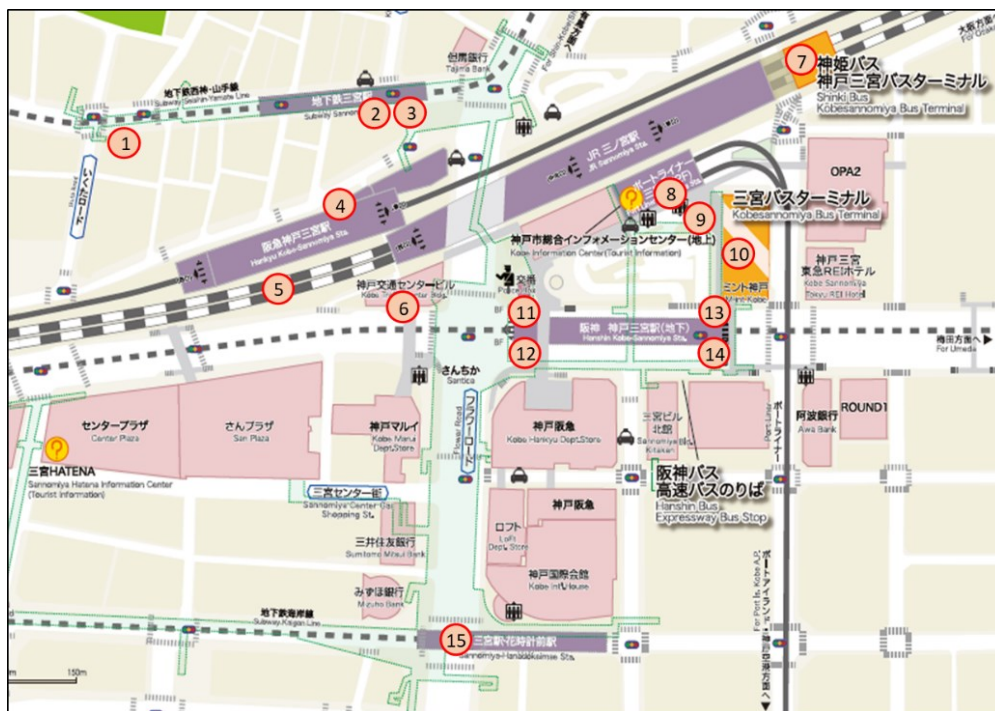 但馬銀行
Tajima Bank
For Shin-Kobe
大阪方面へ
For Osaka
7
神姫バス
神戸三宮バスターミナル
Shinki Bus
Kobesannomiya Bus Terminal
地下鉄西神・山手線
Subway Seishin-Yamate Line
地下鉄三宮駅
2
3
1
いくたロード
JR 三ノ宮駅
JR Sannomiya Sta.
OPA2
4
ポートライナー
8
三宮バスターミナル
Kobesannomiya Bus Terminal
阪急神戸三宮駅
Hankyu Kobe-Sannomiya Sta.
9
神戸市総合インフォメーションセンター(地上)
Kobe Information Center(Tourist Information)
10
神戸三宮
東急REIホテル
Kobe Sannomiya
Tokyu REI Hotel
5
神戸交通センタービル
6
交番
ミント神戸
Mint Kobe
11
13
阪神 神戸三宮駅(地下)
Hanshin Kobe-Sannomiya Sta.
12
14
梅田方面へ
For Umeda
さんちか
Santica
センタープラザ
Center Plaza
さんプラザ
San Plaza
神戸マルイ
Kobe Marui
Dept.Store
フラワーロード
Flower Road
神戸阪急
Kobe Hankyu Dept.Store
三宮ビル
北館
Sannomiya Bldg.
Kitakan
ポートライナー
Port Liner
阿波銀行
Awa Bank
ROUND1
三宮HATENA
Sannomiya Hatena Information Center
(Tourist Information)
三宮センター街
Shopping St.
阪神バス
高速バスのりば
Hanshin Bus
Expressway Bus Stop
三井住友銀行
Sumitomo Mitsui Bank
ロフト
Loft
Dept. Store
神戸阪急
みずほ銀行
Mizuho Bank
神戸国際会館
Kobe Int'l House
地下鉄海岸線
Subway Kaigan Line
15
三宮駅・花時計前駅
150m